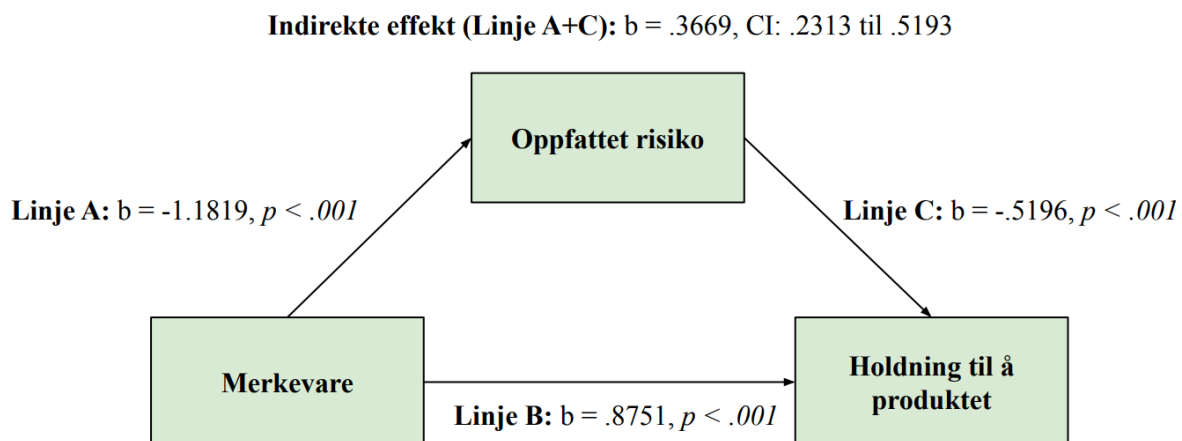 Indirekte effekt (Linje A+C): b = .3669, CI: .2313 til .5193
Oppfattet risiko
Linje A: b = -1.1819, p < .001
Linje C: b = -.5196, p < .001
Merkevare
Holdning til å
produktet
Linje B: b = .8751, p < .001